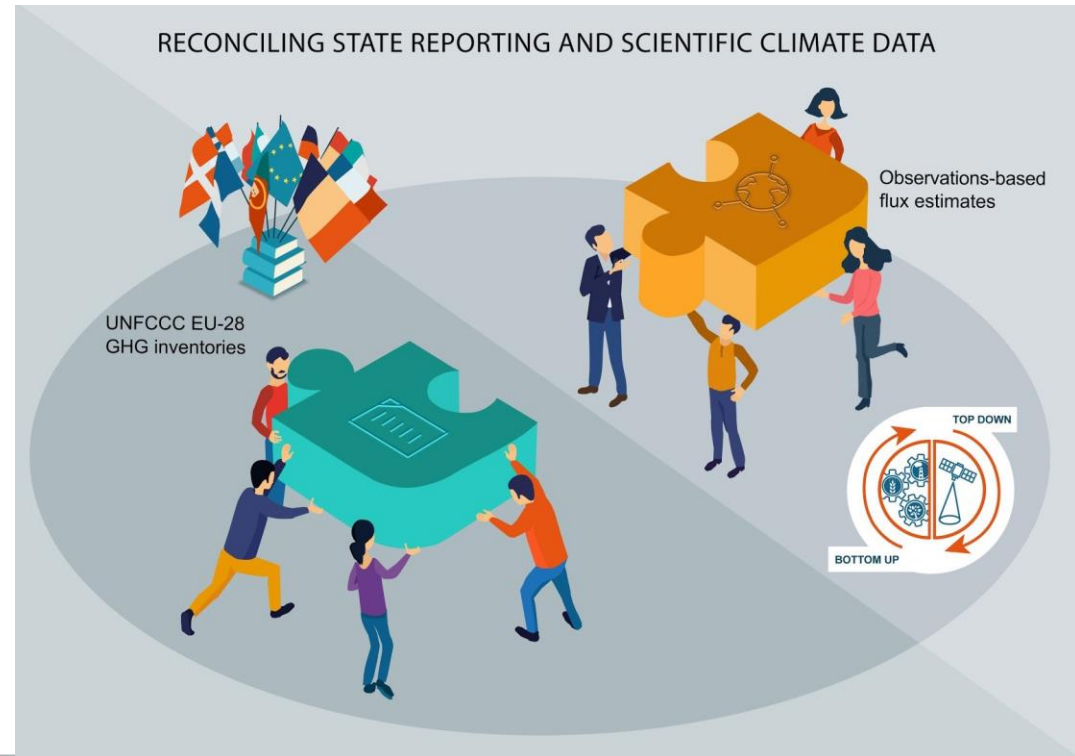 RECONCILING STATE REPORTING AND SCIENTIFIC CLIMATE DATA
Observations-based
flux estimates
UNFCCC EU-28
GHG inventories
TOP DOWN
BOTTOM UP